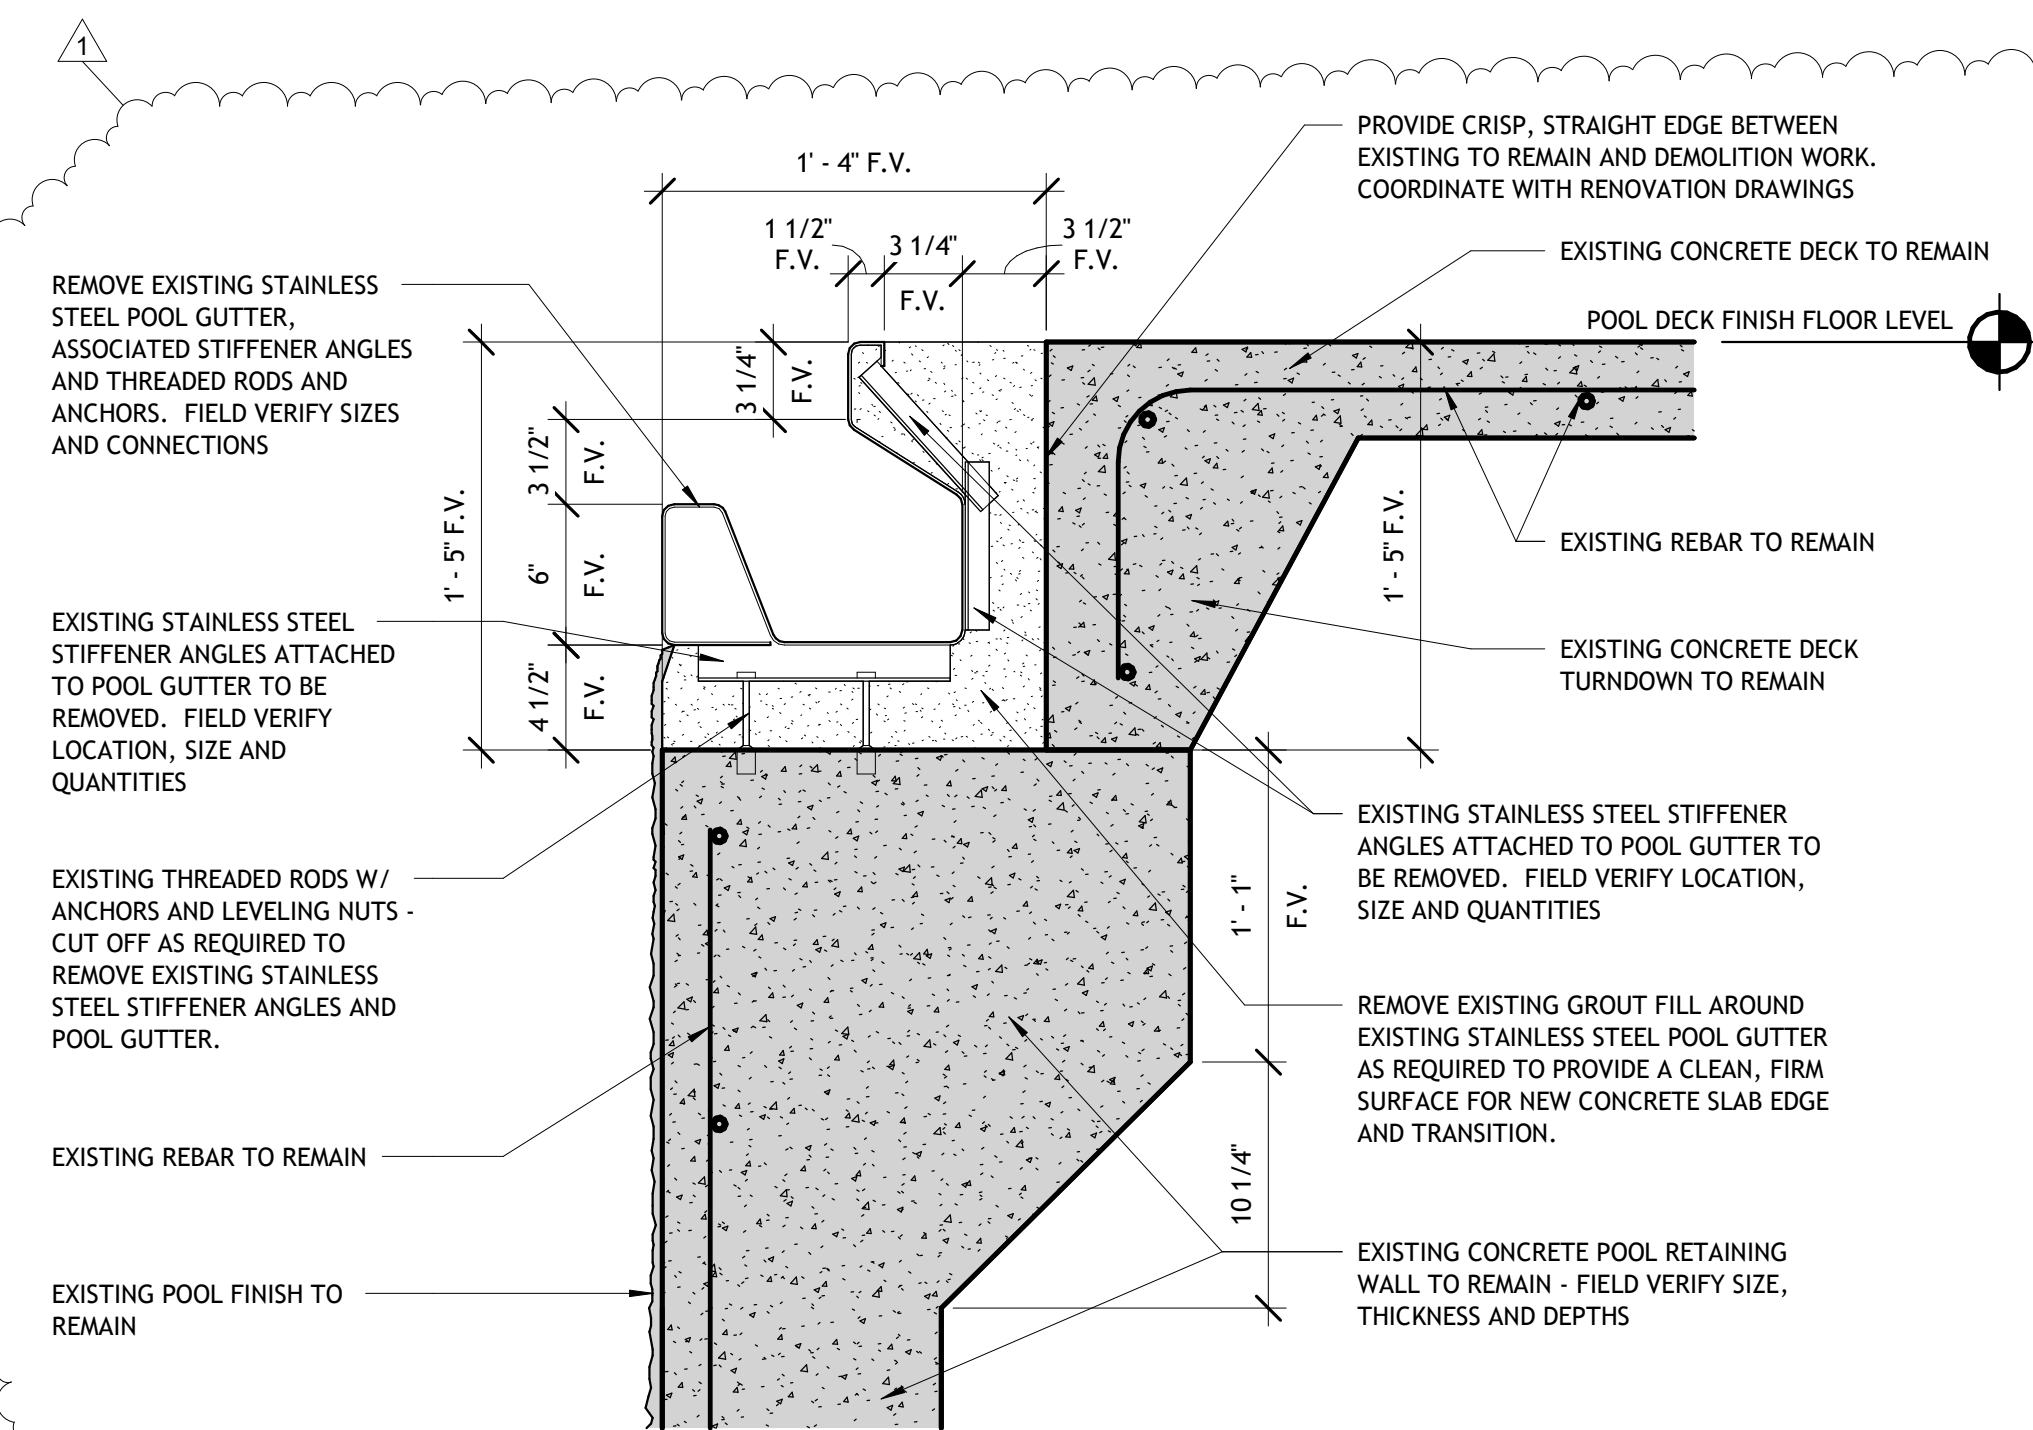 1
PROVIDE CRISP, STRAIGHT EDGE BETWEEN
EXISTING TO REMAIN AND DEMOLITION WORK.
COORDINATE WITH RENOVATION DRAWINGS
1' - 4" F.V.
1 1/2"
F.V.
3 1/4"
F.V.
3 1/2"
F.V.
EXISTING CONCRETE DECK TO REMAIN
POOL DECK FINISH FLOOR LEVEL
REMOVE EXISTING STAINLESS
STEEL POOL GUTTER,
ASSOCIATED STIFFENER ANGLES
AND THREADED RODS AND
ANCHORS.  FIELD VERIFY SIZES
AND CONNECTIONS
3 1/4"
F.V.
3 1/2"
F.V.
1' - 5" F.V.
6"
F.V.
4 1/2"
F.V.
1' - 5" F.V.
EXISTING REBAR TO REMAIN
EXISTING CONCRETE DECK
TURNDOWN TO REMAIN
EXISTING STAINLESS STEEL
STIFFENER ANGLES ATTACHED
TO POOL GUTTER TO BE
REMOVED.  FIELD VERIFY
LOCATION, SIZE AND
QUANTITIES
EXISTING STAINLESS STEEL STIFFENER
ANGLES ATTACHED TO POOL GUTTER TO
BE REMOVED.  FIELD VERIFY LOCATION,
SIZE AND QUANTITIES
EXISTING THREADED RODS W/
ANCHORS AND LEVELING NUTS -
CUT OFF AS REQUIRED TO
REMOVE EXISTING STAINLESS
STEEL STIFFENER ANGLES AND
POOL GUTTER.
1' - 1"
F.V.
REMOVE EXISTING GROUT FILL AROUND
EXISTING STAINLESS STEEL POOL GUTTER
AS REQUIRED TO PROVIDE A CLEAN, FIRM
SURFACE FOR NEW CONCRETE SLAB EDGE
AND TRANSITION.
EXISTING REBAR TO REMAIN
10 1/4"
EXISTING POOL FINISH TO
REMAIN
EXISTING CONCRETE POOL RETAINING
WALL TO REMAIN - FIELD VERIFY SIZE,
THICKNESS AND DEPTHS